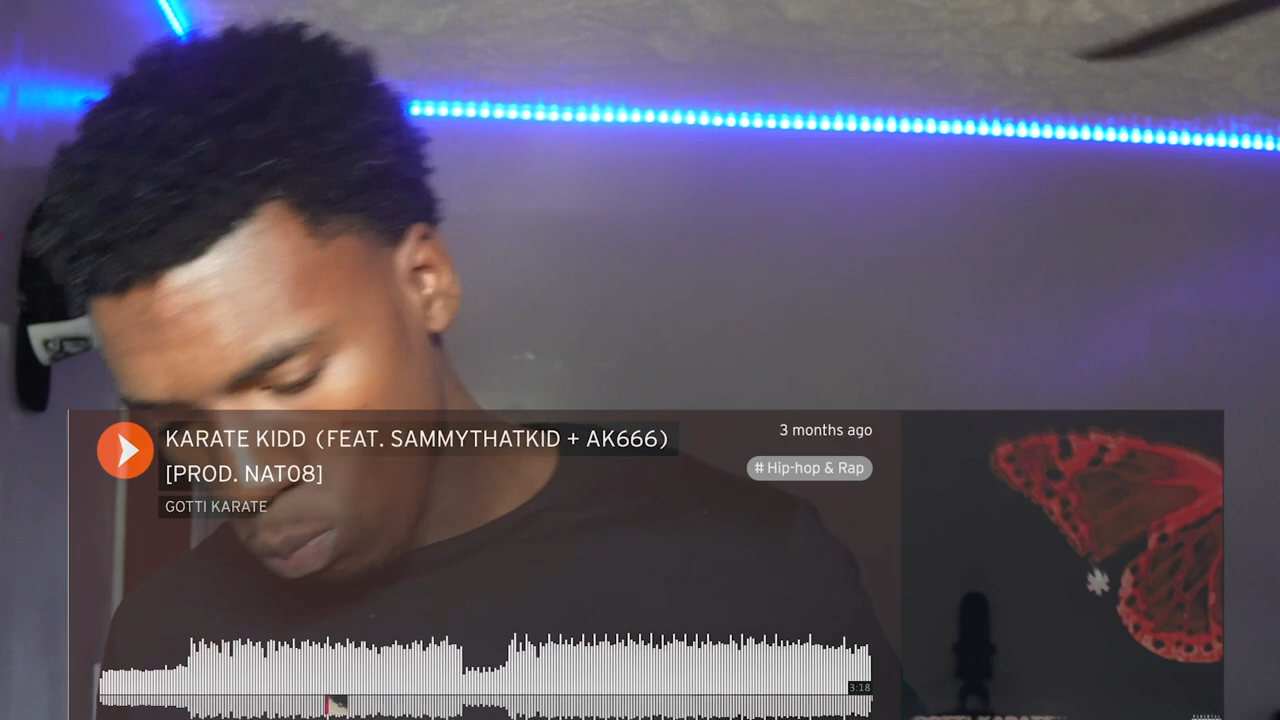 KARATE KIDD (FEAT. SAMMYTHATKID + AK666)
[PROD. NAT08]
GOTTI KARATE
3 months ago
# Hip-hop & Rap
3:18